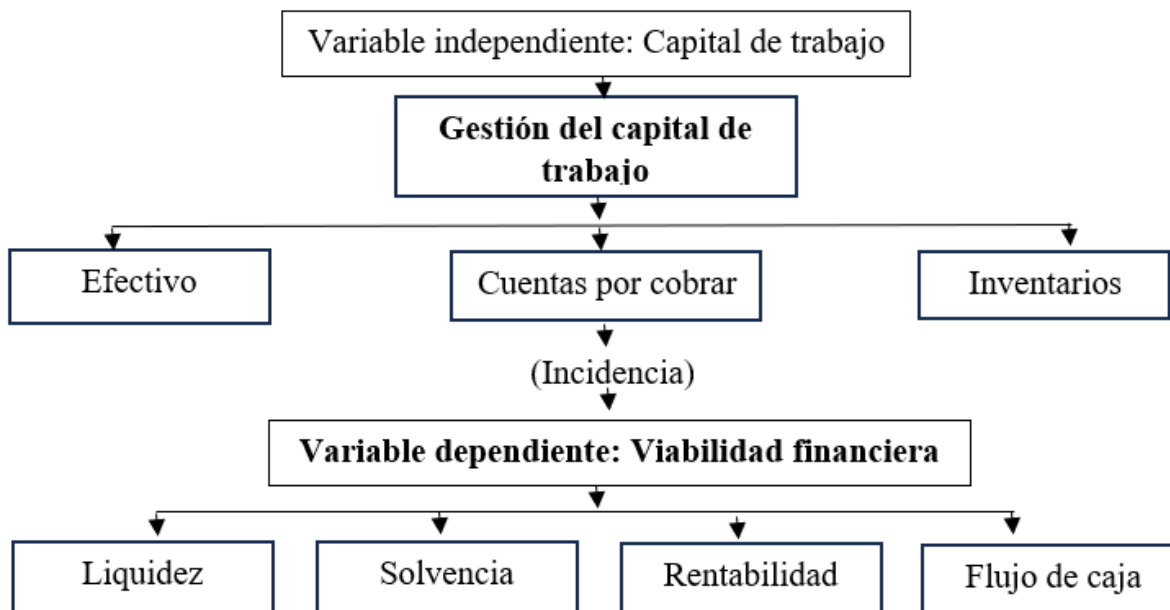 Variable independiente: Capital de trabajo
Gestión del capital de
trabajo
Efectivo
Cuentas por cobrar
Inventarios
(Incidencia)
Variable dependiente: Viabilidad financiera
Liquidez
Solvencia
Rentabilidad
Flujo de caja